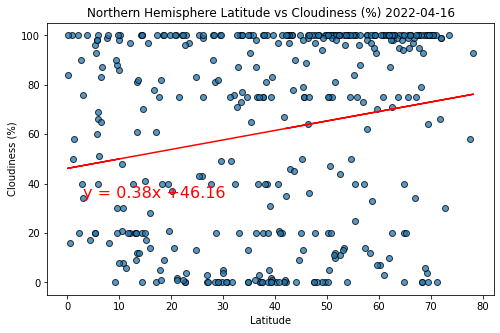 Northern Hemisphere Latitude vs Cloudiness (%) 2022-04-16
100
80
60
40
20
0
Cloudiness (%)
y = 0.38x +46.16
0 10 20 30 40 50 60 70 80
Latitude